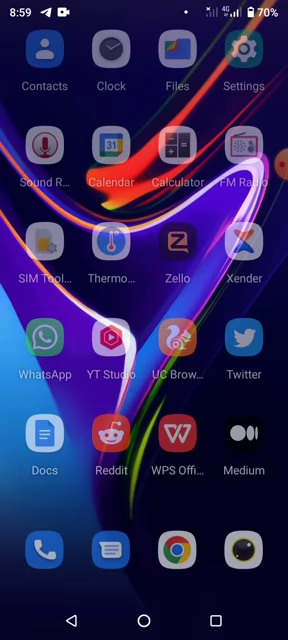 8:59 4G 70%
Contacts Clock Files Settings
31
Sound R... Calendar Calculator FM Radio
SIM Tool... Thermo... Zello Xender
WhatsApp YT Studio UC Brow... Twitter
Docs Reddit WPS Offi... Medium